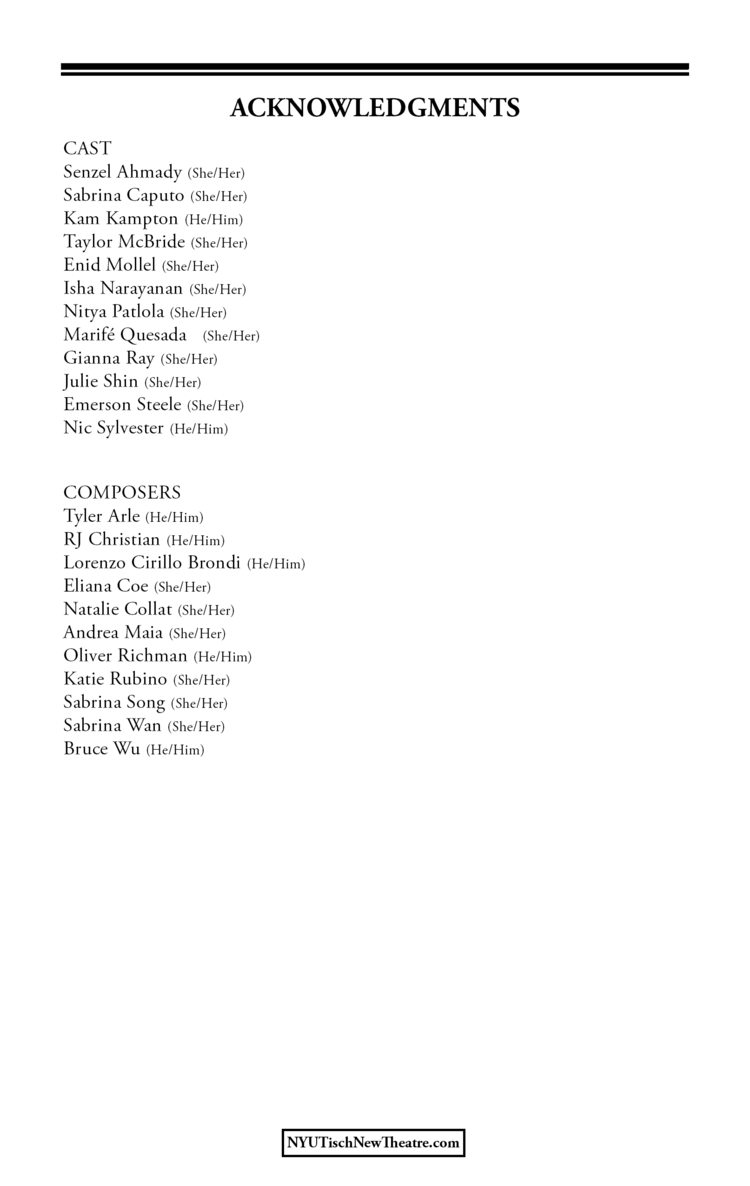 ACKNOWLEDGMENTS
CAST
Senzel Ahmady (She/Her)
Sabrina Caputo (She/Her)
Kam Kampton (He/Him)
Taylor McBride (She/Her)
Enid Mollel (She/Her)
Isha Narayanan (She/Her)
Nitya Patlola (She/Her)
Marifé Quesada (She/Her)
Gianna Ray (She/Her)
Julie Shin (She/Her)
Emerson Steele (She/Her)
Nic Sylvester (He/Him)
COMPOSERS
Tyler Arle (He/Him)
RJ Christian (He/Him)
Lorenzo Cirillo Brondi (He/Him)
Eliana Coe (She/Her)
Natalie Collat (She/Her)
Andrea Maia (She/Her)
Oliver Richman (He/Him)
Katie Rubino (She/Her)
Sabrina Song (She/Her)
Sabrina Wan (She/Her)
Bruce Wu (He/Him)
NYUTischNewTheatre.com